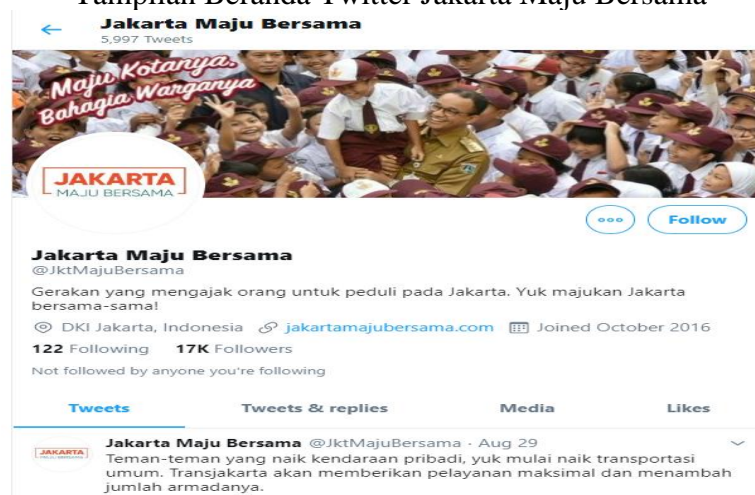 Tampilan Beranda Twitter Jakarta Maju Bersama
Jakarta Maju Bersama
5,997 Tweets
Maju Kotanya.
Bahagia Warganya
JAKARTA
MAJU BERSAMA
Follow
Jakarta Maju Bersama
@JktMajuBersama
Gerakan yang mengajak orang untuk peduli pada Jakarta. Yuk majukan Jakarta
bersama-sama!
DKI Jakarta, Indonesia jakartamajubersama.com Joined October 2016
122 Following 17K Followers
Not followed by anyone you're following
Tweets Tweets & replies Media Likes
Jakarta Maju Bersama @JktMajuBersama · Aug 29
JAKARTA
Teman-teman yang naik kendaraan pribadi, yuk mulai naik transportasi
umum. Transjakarta akan memberikan pelayanan maksimal dan menambah
jumlah armadanya.